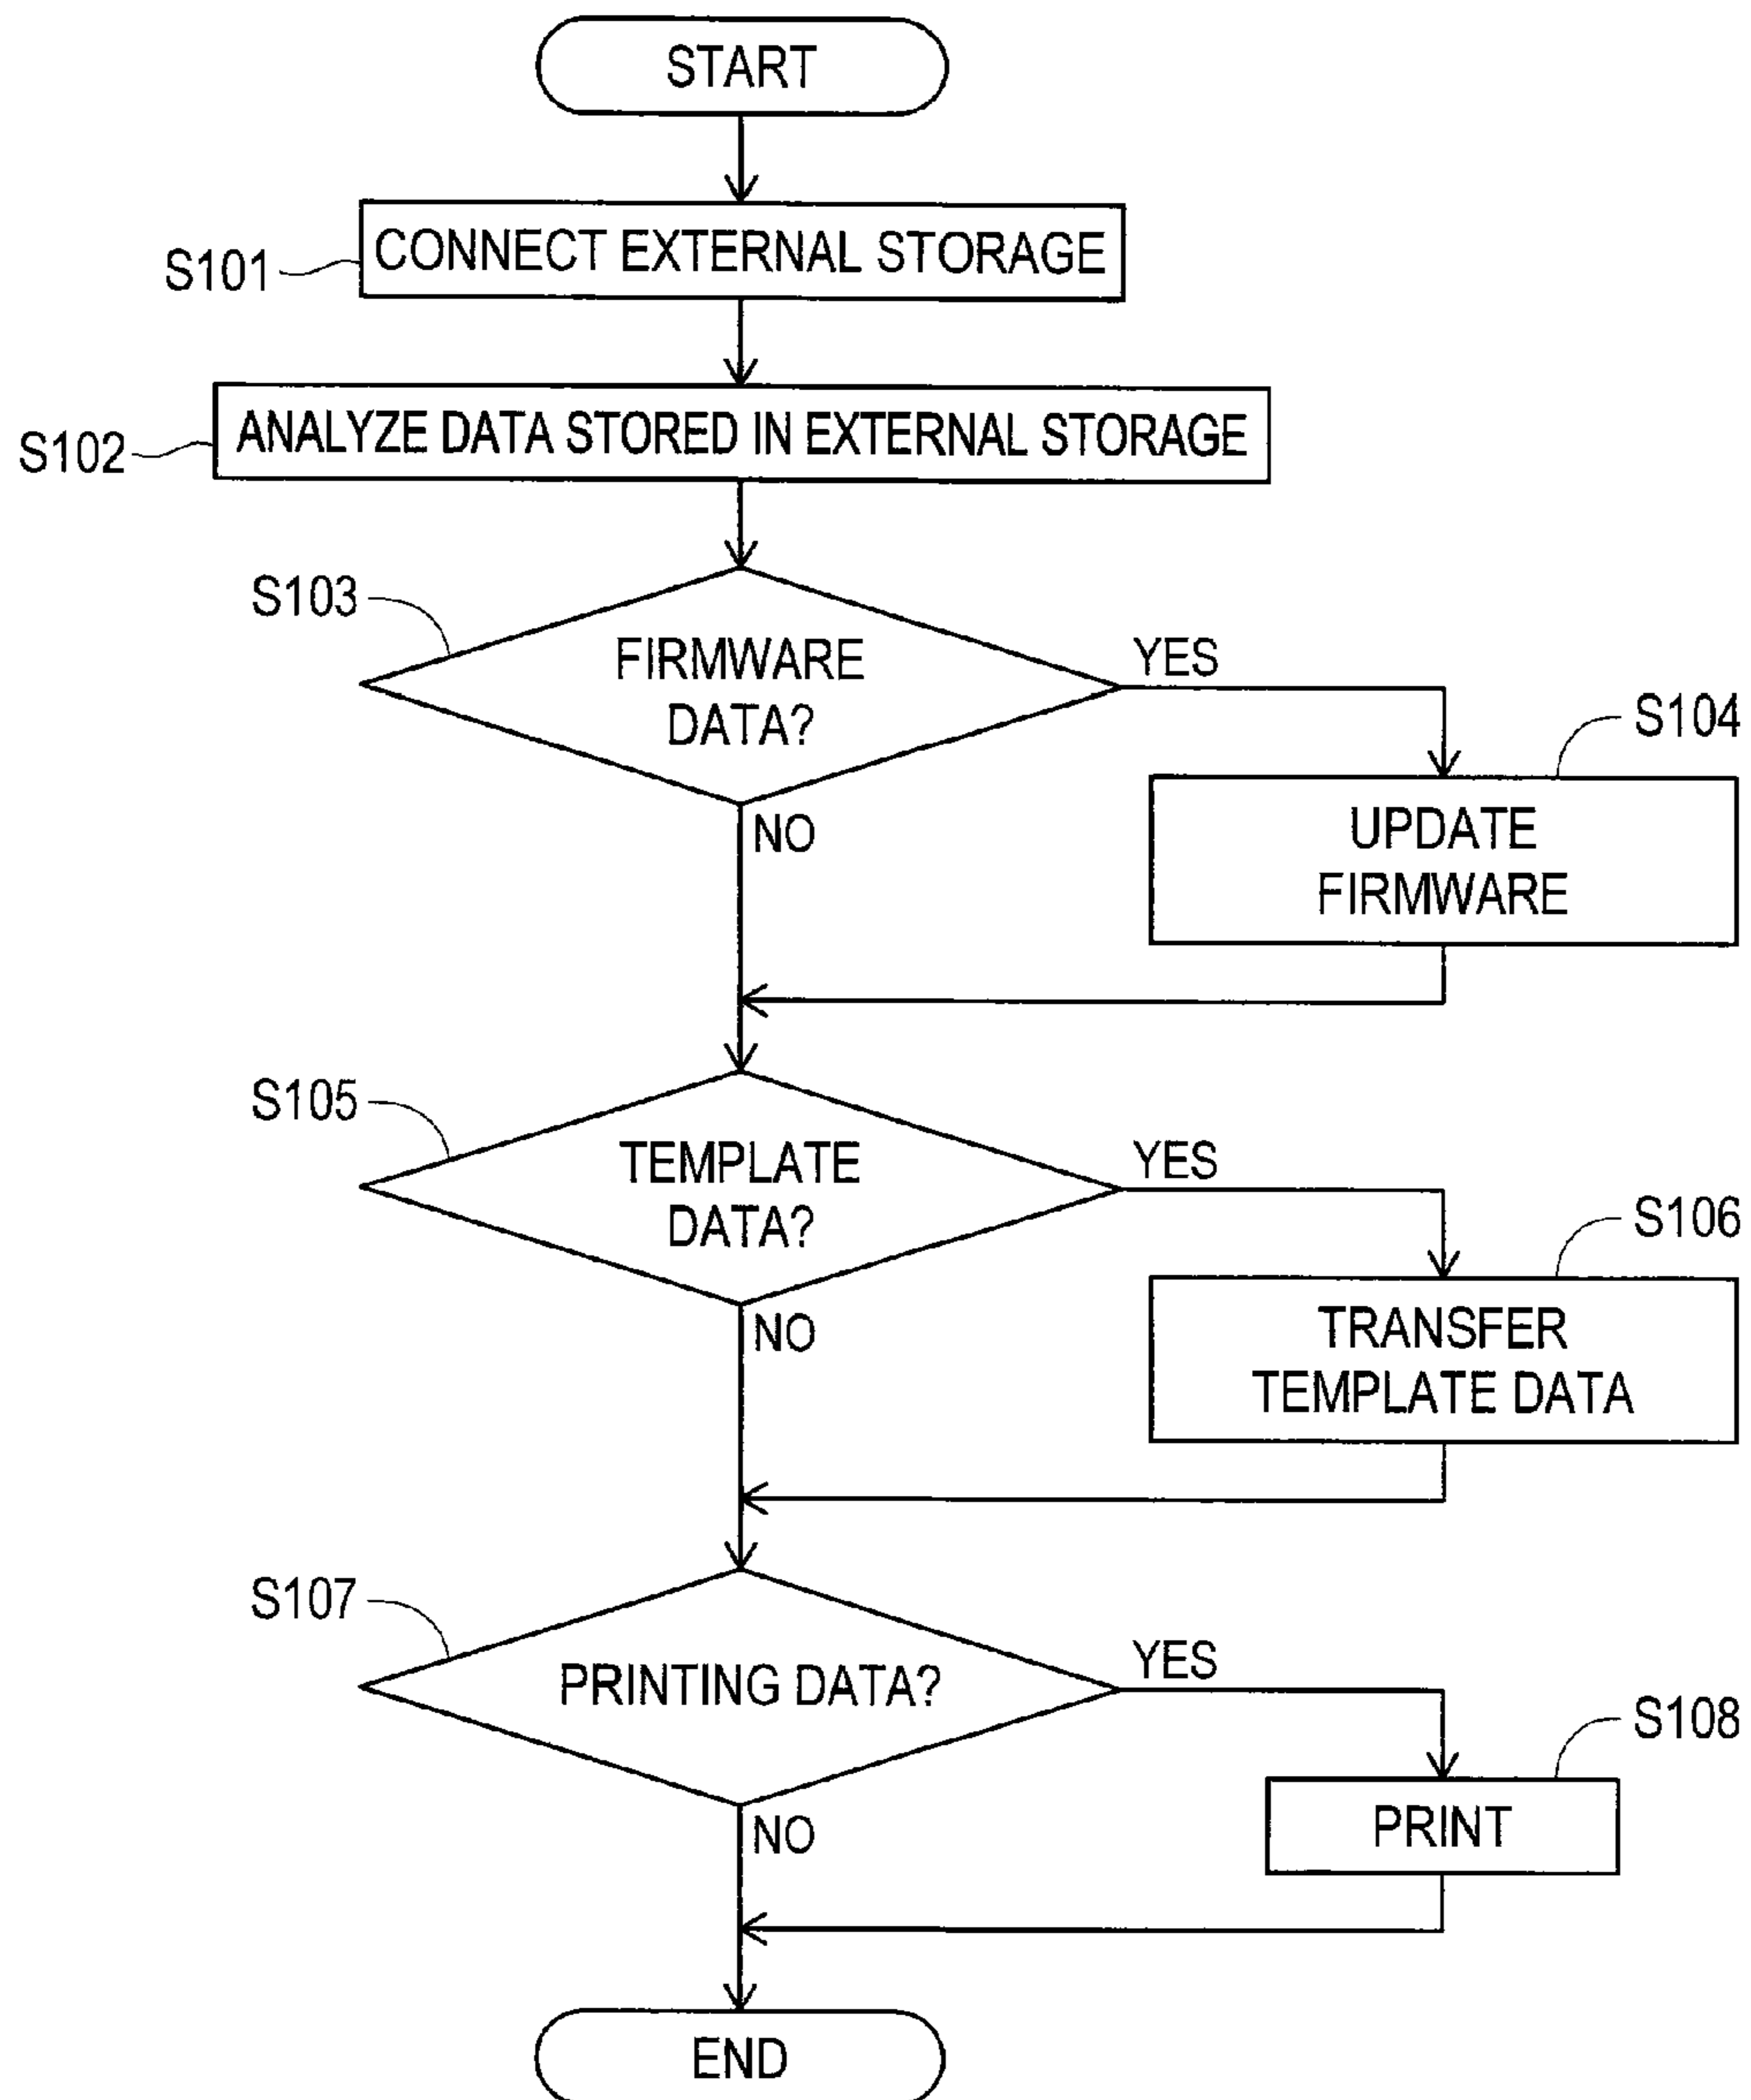 START
S101
CONNECT EXTERNAL STORAGE
S102
ANALYZE DATA STORED IN EXTERNAL STORAGE
S103
FIRMWARE
DATA?
YES
S104
UPDATE
FIRMWARE
NO
S105
TEMPLATE
DATA?
YES
S106
TRANSFER
TEMPLATE DATA
NO
S107
PRINTING DATA?
YES
S108
PRINT
NO
END